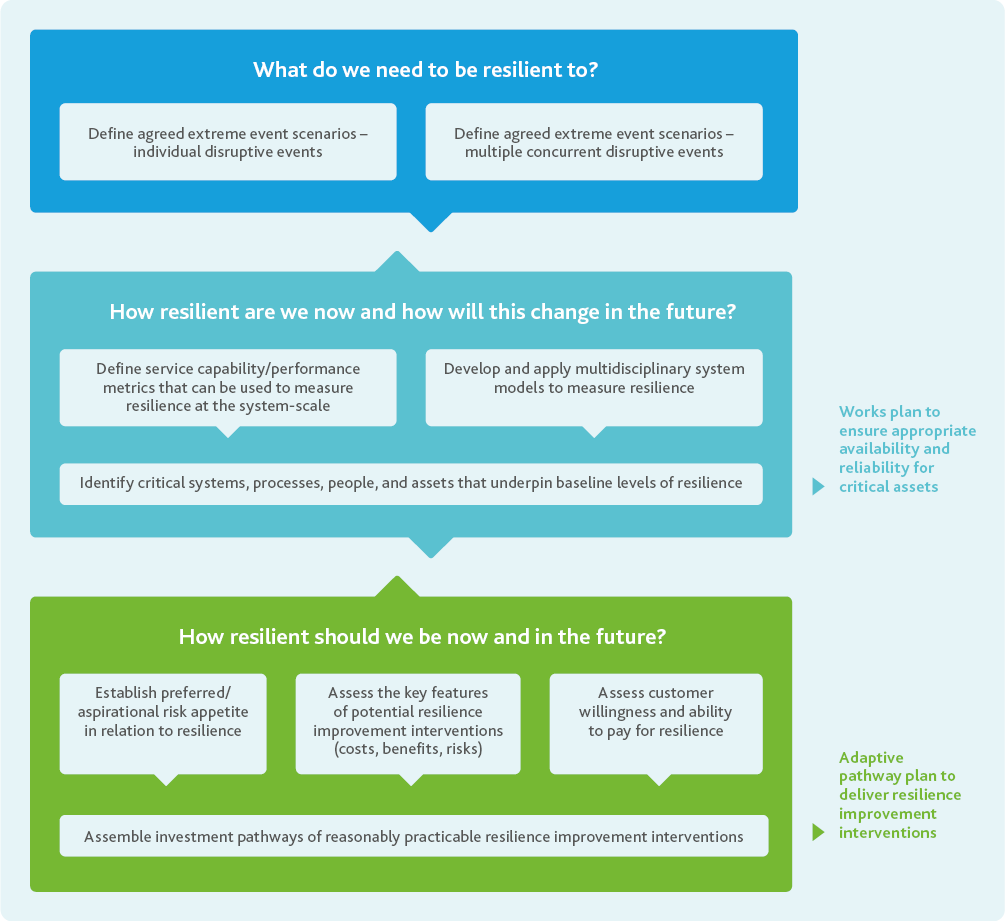 What do we need to be resilient to?
Define agreed extreme event scenarios –
individual disruptive events
Define agreed extreme event scenarios –
multiple concurrent disruptive events
How resilient are we now and how will this change in the future?
Define service capability/performance
metrics that can be used to measure
resilience at the system-scale
Develop and apply multidisciplinary system
models to measure resilience
Identify critical systems, processes, people, and assets that underpin baseline levels of resilience
Works plan to
ensure appropriate
availability and
reliability for
critical assets
How resilient should we be now and in the future?
Establish preferred/
aspirational risk appetite
in relation to resilience
Assess the key features
of potential resilience
improvement interventions
(costs, benefits, risks)
Assess customer
willingness and ability
to pay for resilience
Assemble investment pathways of reasonably practicable resilience improvement interventions
Adaptive
pathway plan to
deliver resilience
improvement
interventions